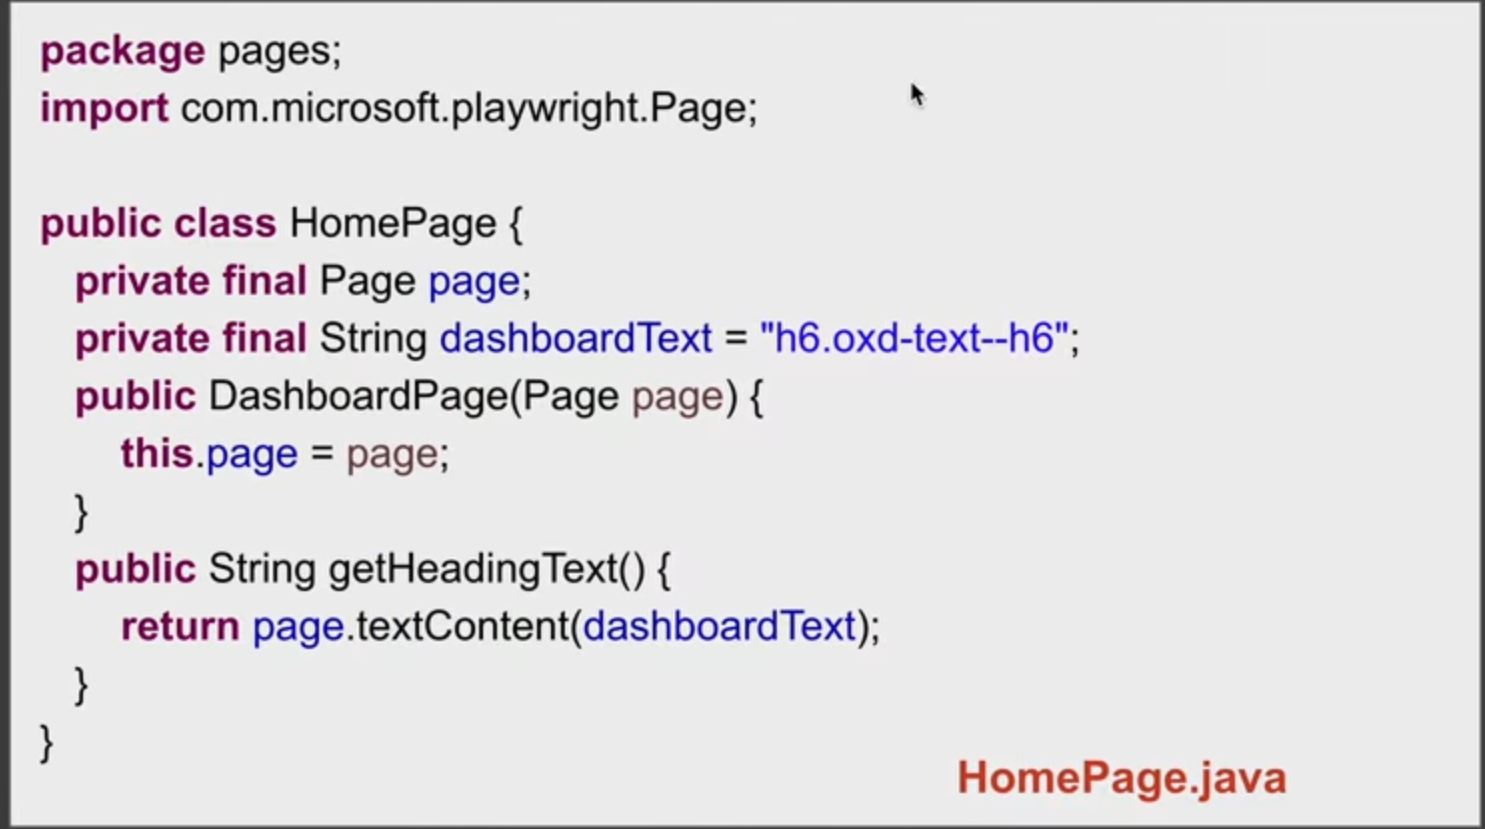 package pages;
import com.microsoft.playwright.Page;
public class HomePage {
private final Page page;
private final String dashboardText = "h6.oxd-text--h6";
public DashboardPage(Page page) {
this.page = page;
}
public String getHeadingText() {
return page.textContent(dashboardText);
}
}
HomePage.java